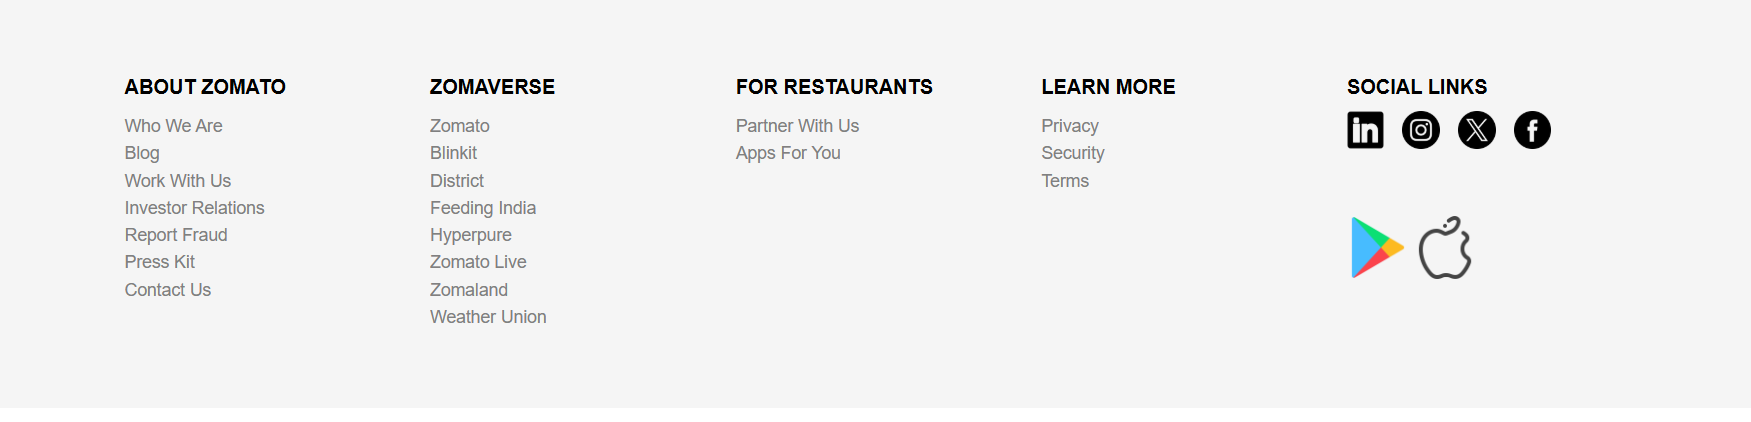 ABOUT ZOMATO
Who We Are
Blog
Work With Us
Investor Relations
Report Fraud
Press Kit
Contact Us
ZOMAVERSE
Zomato
Blinkit
District
Feeding India
Hyperpure
Zomato Live
Zomaland
Weather Union
FOR RESTAURANTS
Partner With Us
Apps For You
LEARN MORE
Privacy
Security
Terms
SOCIAL LINKS